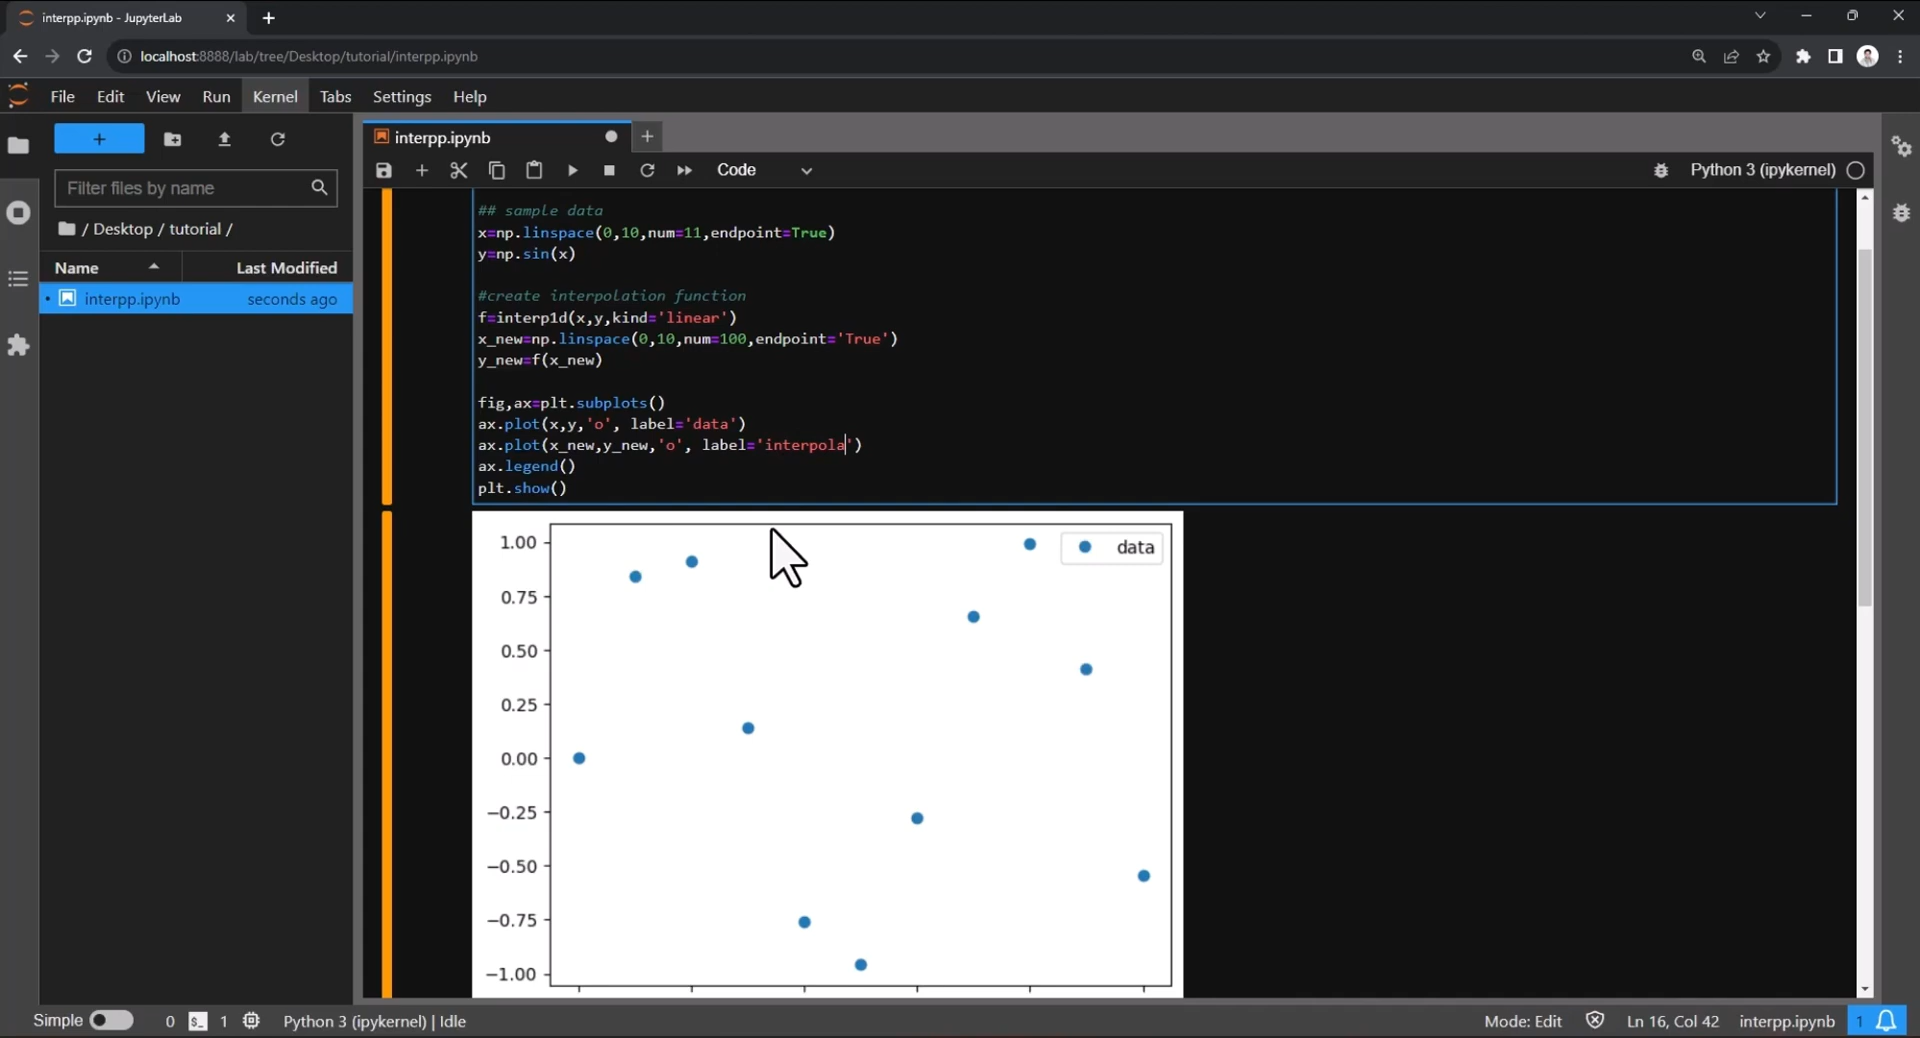 interpp.ipynb - JupyterLab
localhost:8888/lab/tree/Desktop/tutorial/interpp.ipynb
File Edit View Run Kernel Tabs Settings Help
interpp.ipynb
Code
Python 3 (ipykernel)
Filter files by name
/ Desktop / tutorial /
Name Last Modified
interpp.ipynb seconds ago
## sample data
x=np.linspace(0,10,num=11,endpoint=True)
y=np.sin(x)
#create interpolation function
f=interp1d(x,y,kind='linear')
x_new=np.linspace(0,10,num=100,endpoint='True')
y_new=f(x_new)
fig,ax=plt.subplots()
ax.plot(x,y,'o', label='data')
ax.plot(x_new,y_new,'o', label='interpola')
ax.legend()
plt.show()
data
1.00
0.75
0.50
0.25
0.00
−0.25
−0.50
−0.75
−1.00
Simple 0 $_ 1 Python 3 (ipykernel) | Idle
Mode: Edit Ln 16, Col 42 interpp.ipynb 1